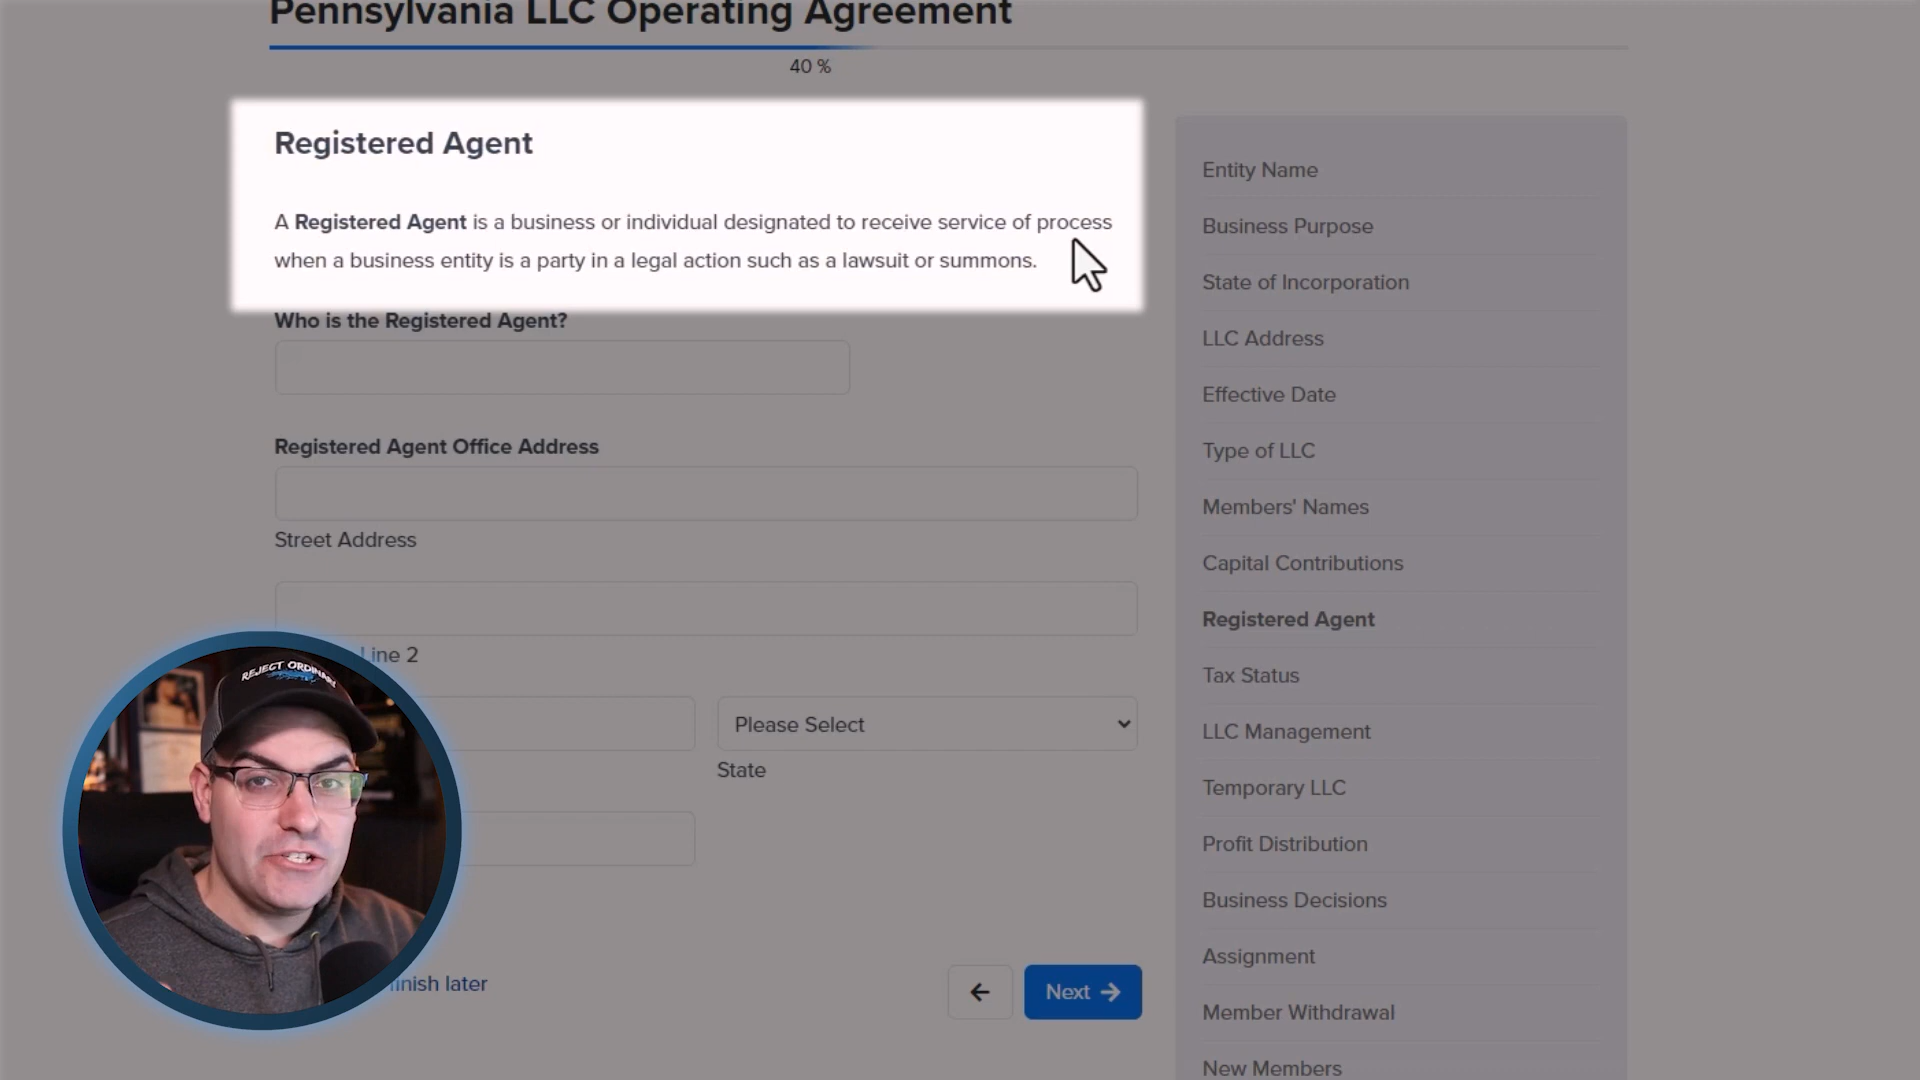 Pennsylvania LLC Operating Agreement
40 %
Registered Agent
A Registered Agent is a business or individual designated to receive service of process
when a business entity is a party in a legal action such as a lawsuit or summons.
Who is the Registered Agent?
Registered Agent Office Address
Street Address
Line 2
Please Select
State
finish later
Next
Entity Name
Business Purpose
State of Incorporation
LLC Address
Effective Date
Type of LLC
Members' Names
Capital Contributions
Registered Agent
Tax Status
LLC Management
Temporary LLC
Profit Distribution
Business Decisions
Assignment
Member Withdrawal
New Members
REJECT ORDINARY